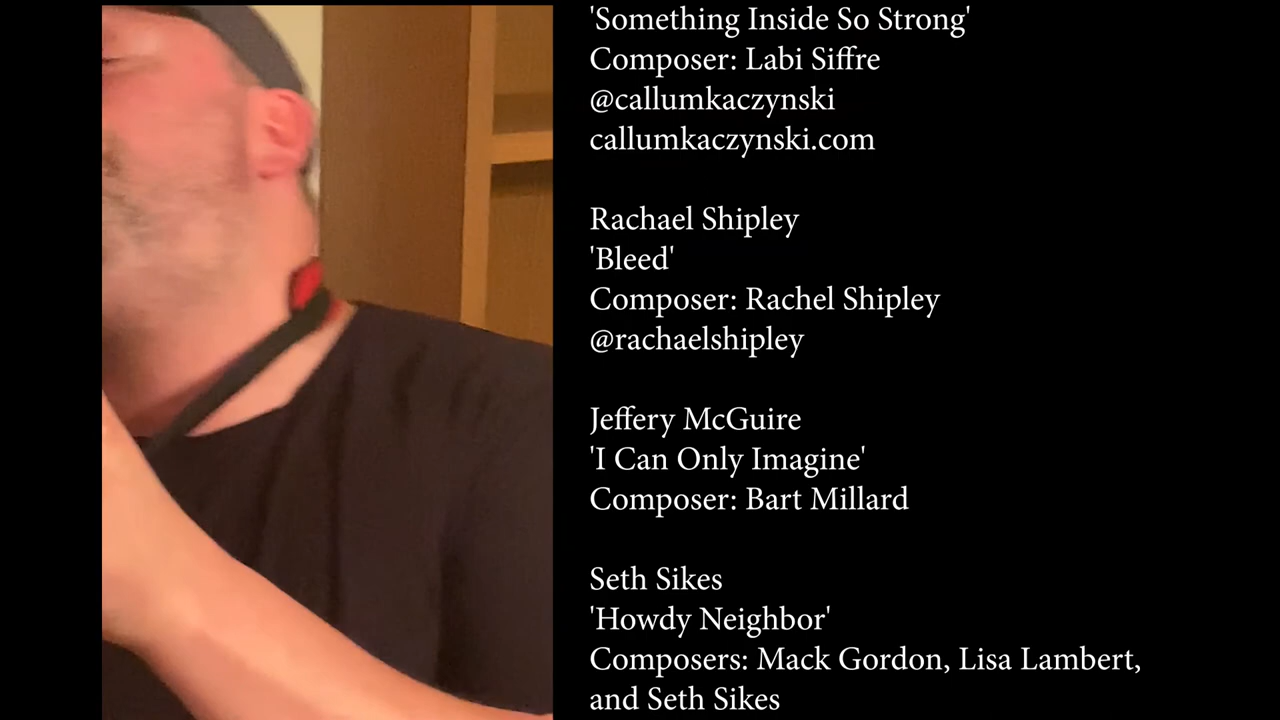 'Something Inside So Strong'
Composer: Labi Siffre
@callumkaczynski
callumkaczynski.com
Rachael Shipley
'Bleed'
Composer: Rachel Shipley
@rachaelshipley
Jeffery McGuire
'I Can Only Imagine'
Composer: Bart Millard
Seth Sikes
'Howdy Neighbor'
Composers: Mack Gordon, Lisa Lambert,
and Seth Sikes